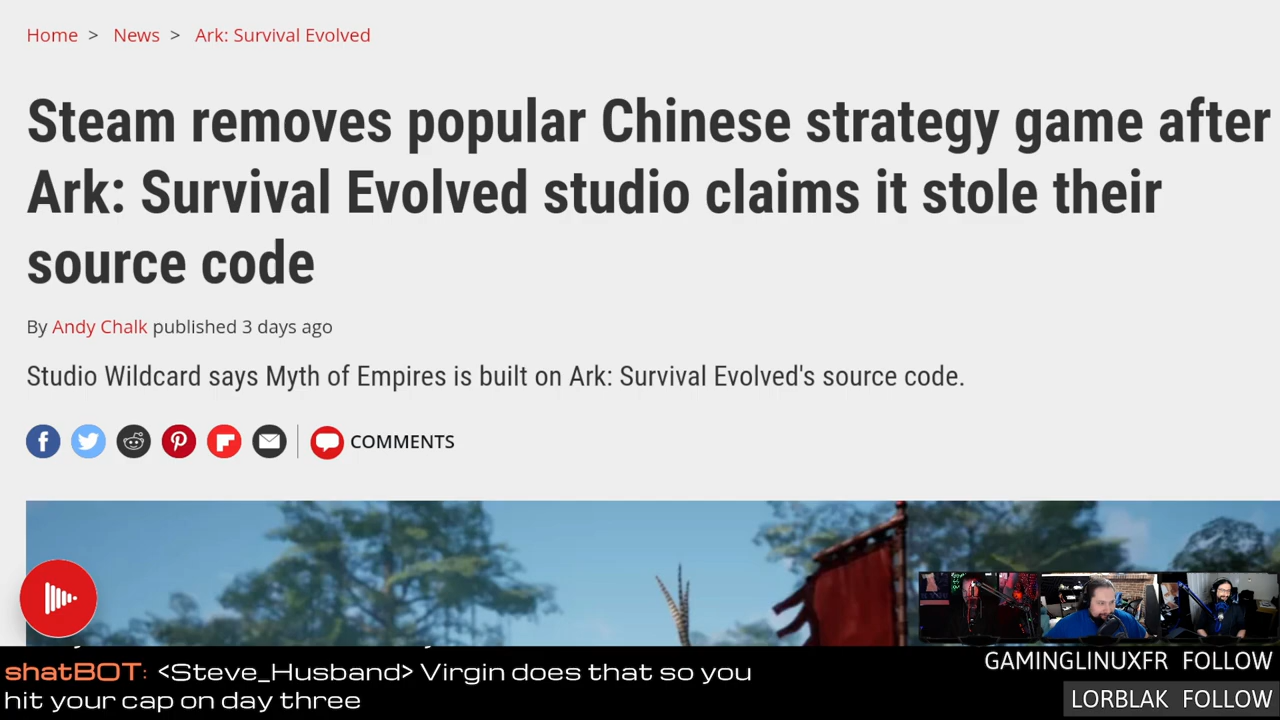 Home > News > Ark: Survival Evolved
Steam removes popular Chinese strategy game after
Ark: Survival Evolved studio claims it stole their
source code
By Andy Chalk published 3 days ago
Studio Wildcard says Myth of Empires is built on Ark: Survival Evolved's source code.
COMMENTS
shatBOT: <Steve_Husband> Virgin does that so you
hit your cap on day three
GAMINGLINUXFR FOLLOW
LORBLAK FOLLOW